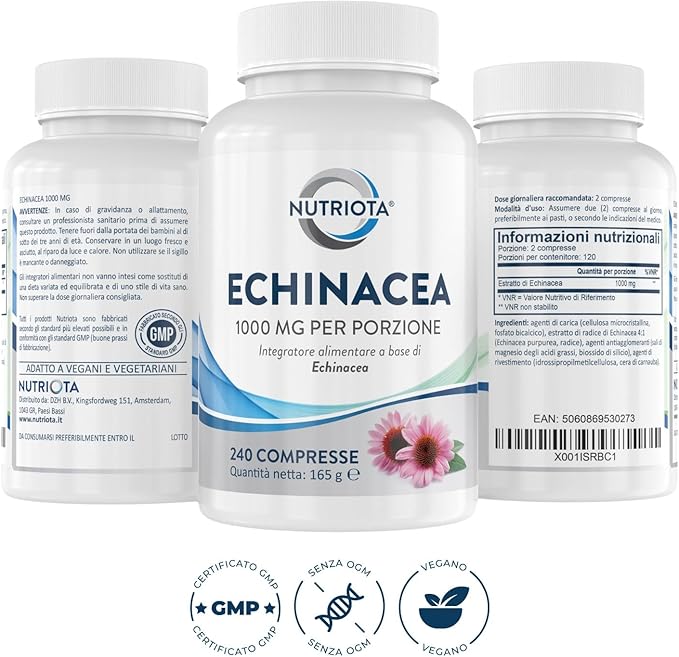 ECHINACEA 1000 MG
AVVERTENZE: In caso di gravidanza o allattamento,
consultare un professionista sanitario prima di assumere
questo prodotto. Tenere fuori dalla portata dei bambini al di
sotto dei tre anni di età. Conservare in un luogo fresco e
asciutto, al riparo da luce e calore. Non utilizzare se il sigillo
è mancante o danneggiato.
Gli integratori alimentari non vanno intesi come sostituti di
una dieta variata ed equilibrata e di uno stile di vita sano.
Non superare la dose giornaliera consigliata.
Tutti i prodotti Nutriota sono fabbricati
secondo gli standard più elevati possibili e in
conformità con gli standard GMP (buone prassi
di fabbricazione).
FABBRICATO SECONDO GLI
GMP
STANDARD GMP
ADATTO A VEGANI E VEGETARIANI
NUTRIOTA
Distribuito da: DZH B.V., Kingsfordweg 151, Amsterdam,
1043 GR, Paesi Bassi
www.nutriota.it
DA CONSUMARSI PREFERIBILMENTE ENTRO IL LOTTO
NUTRIOTA®
ECHINACEA
1000 MG PER PORZIONE
Integratore alimentare a base di
Echinacea
240 COMPRESSE
Quantità netta: 165 g e
Dose giornaliera raccomandata: 2 compresse
Modalità d'uso: Assumere due (2) compresse al giorno,
preferibilmente ai pasti, o secondo le indicazioni del medico
Informazioni nutrizionali
Porzione: 2 compresse
Porzioni per contenitore: 120
Quantità per porzione %VNR*
Estratto di Echinacea 1000 mg **
* VNR = Valore Nutritivo di Riferimento
** VNR non stabilito
Ingredienti: agenti di carica (cellulosa microcristallina,
fosfato bicalcico), estratto di radice di Echinacea 4:1
(Echinacea purpurea, radice), agenti antiagglomeranti (sali di
magnesio degli acidi grassi, biossido di silicio), agenti di
rivestimento (idrossipropilmetilcellulosa, cera di carnauba).
EAN: 5060869530273
X001ISRBC1
CERTIFICATO GMP
GMP
CERTIFICATO GMP
SENZA OGM
SENZA OGM
VEGANO
VEGANO